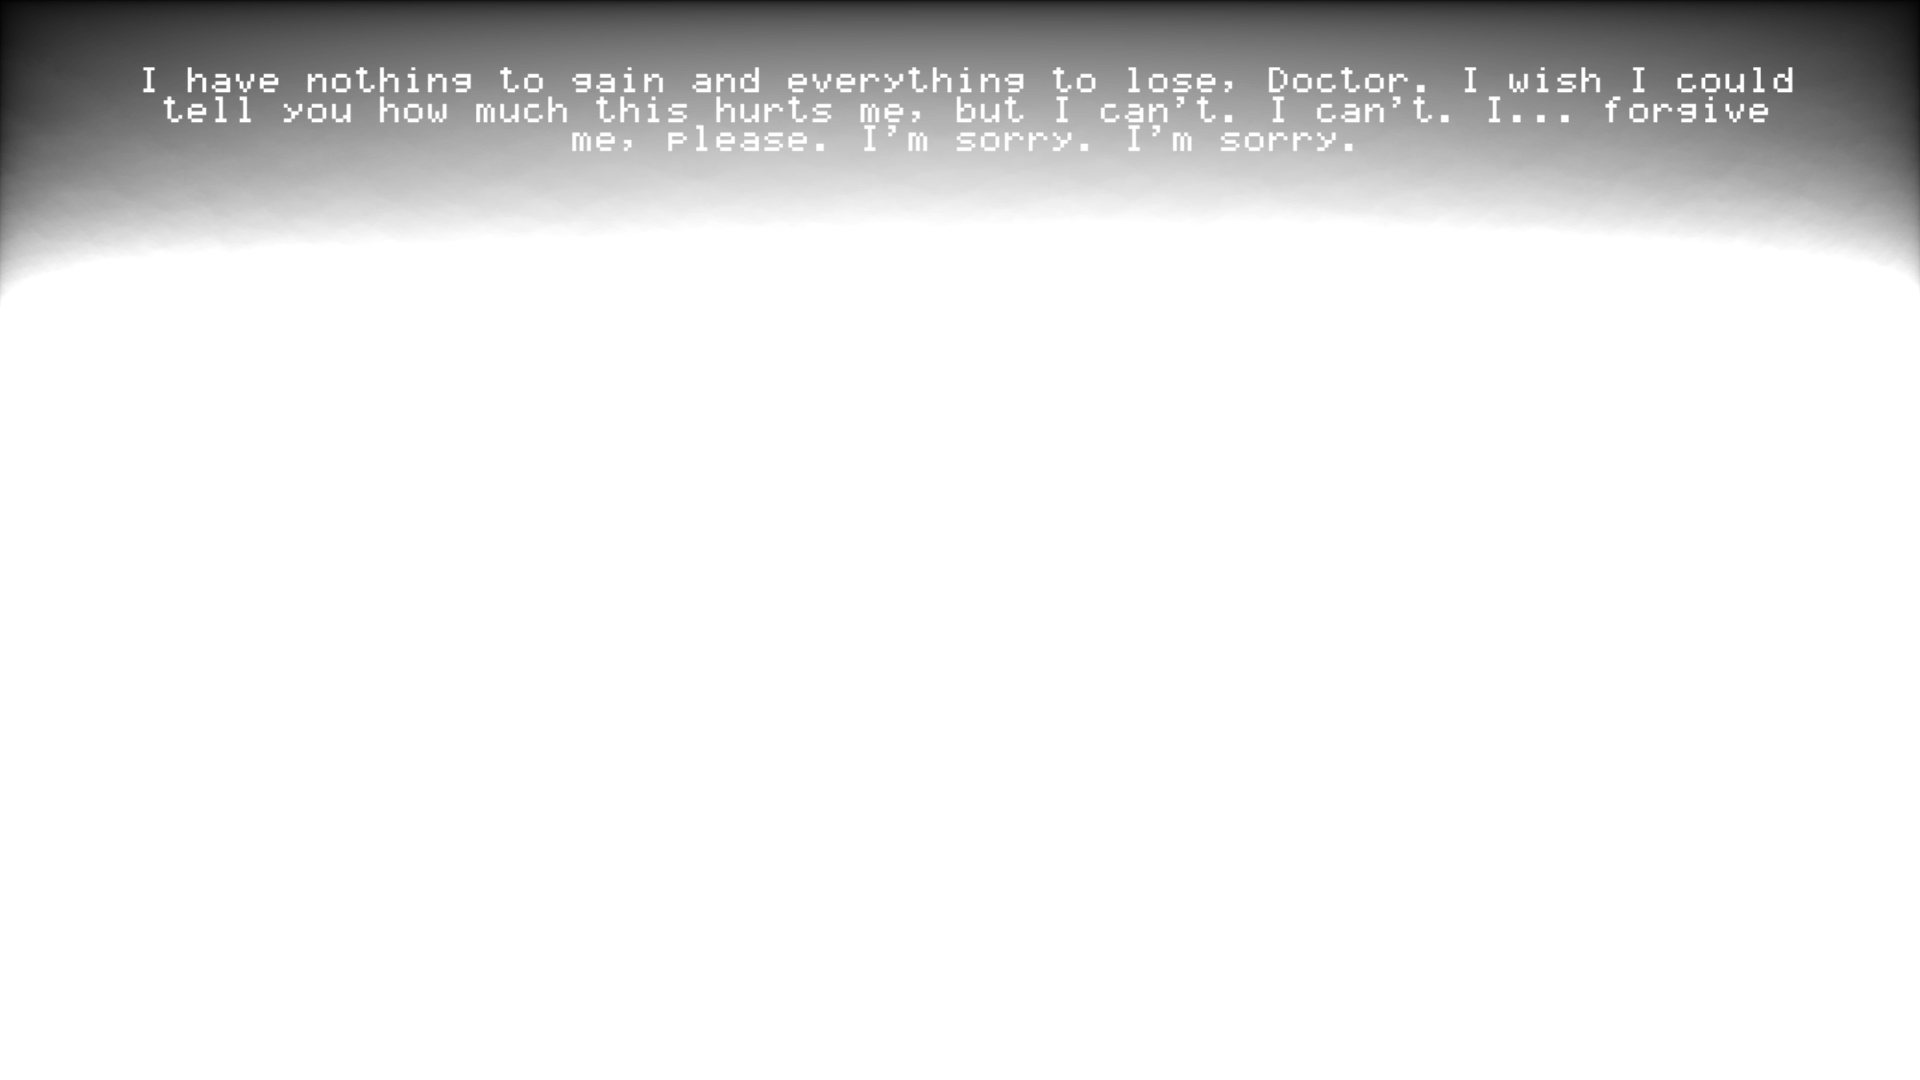 I have nothing to gain and everything to lose, Doctor. I wish I could
tell you how much this hurts me, but I can't. I can't. I... forgive
me, please. I'm sorry. I'm sorry.